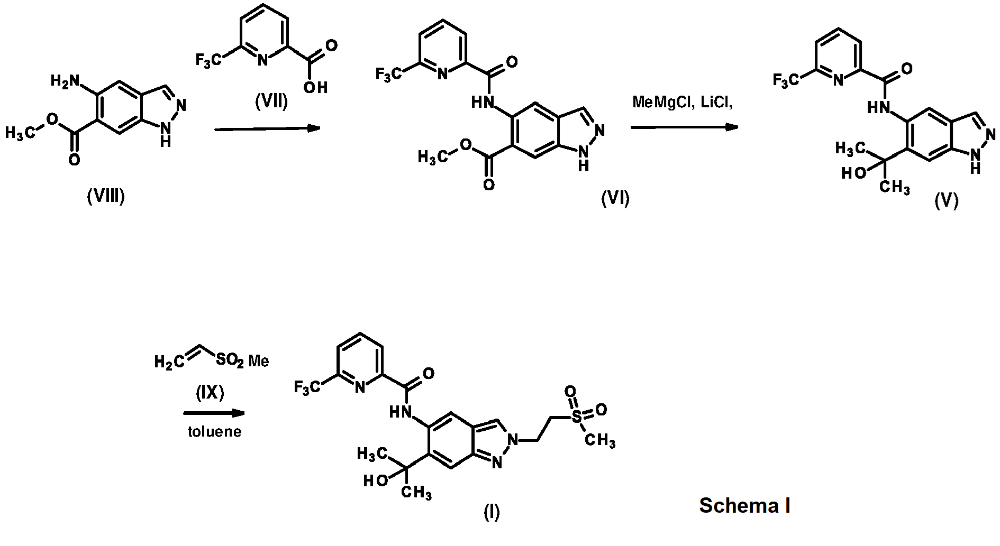 F₃C
N
O
OH
(VII)
H₂N
N
N
H
O
H₃C
O
(VIII)
F₃C
N
O
HN
N
N
H
O
H₃C
O
(VI)
MeMgCl, LiCl,
F₃C
N
O
HN
N
N
H
H₃C
HO
CH₃
(V)
H₂C
SO₂ Me
(IX)
toluene
F₃C
N
O
HN
N
N
O
S
O
CH₃
H₃C
HO
CH₃
(I)
Schema I